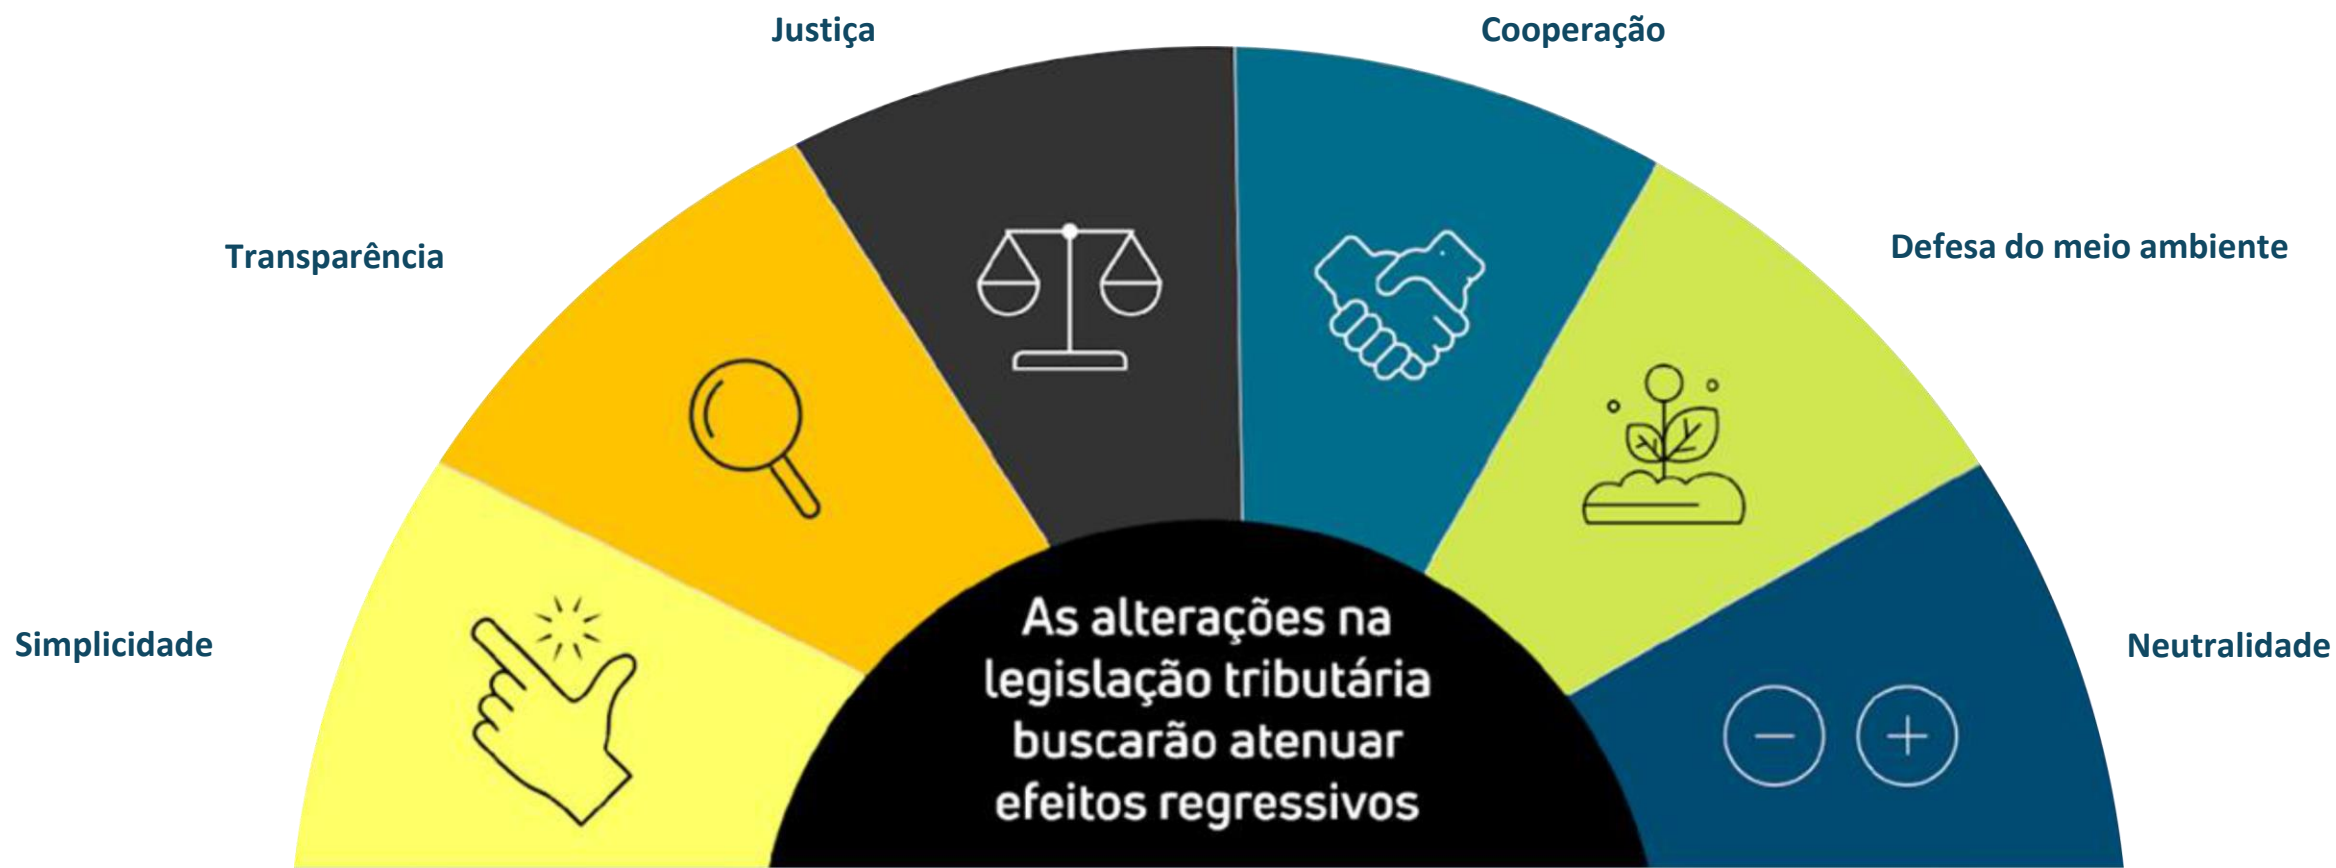 Justiça
Cooperação
Transparência
Defesa do meio ambiente
Simplicidade
Neutralidade
As alterações na
legislação tributária
buscarão atenuar
efeitos regressivos